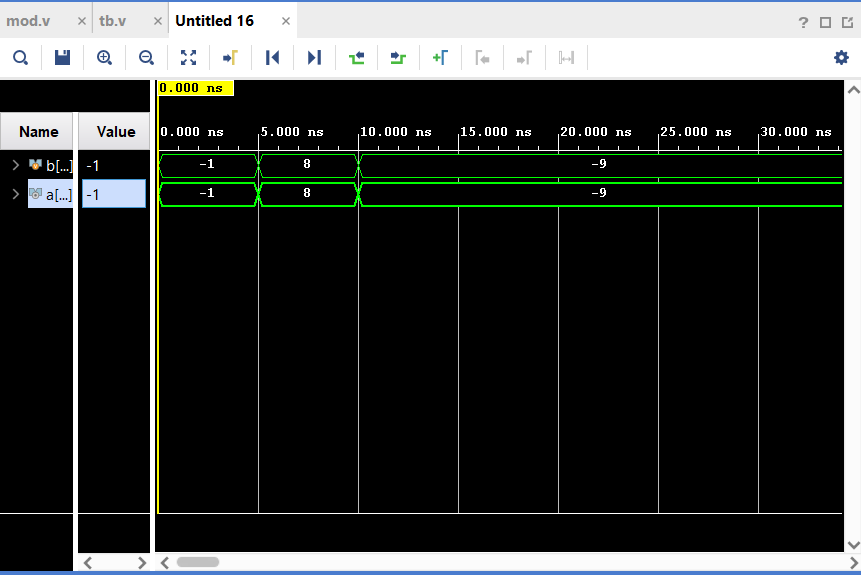 mod.v × tb.v × Untitled 16 × ?
0.000 ns
Name Value 0.000 ns 5.000 ns 10.000 ns 15.000 ns 20.000 ns 25.000 ns 30.000 ns
b[...] -1 -1 8 -9
a[...] -1 -1 8 -9